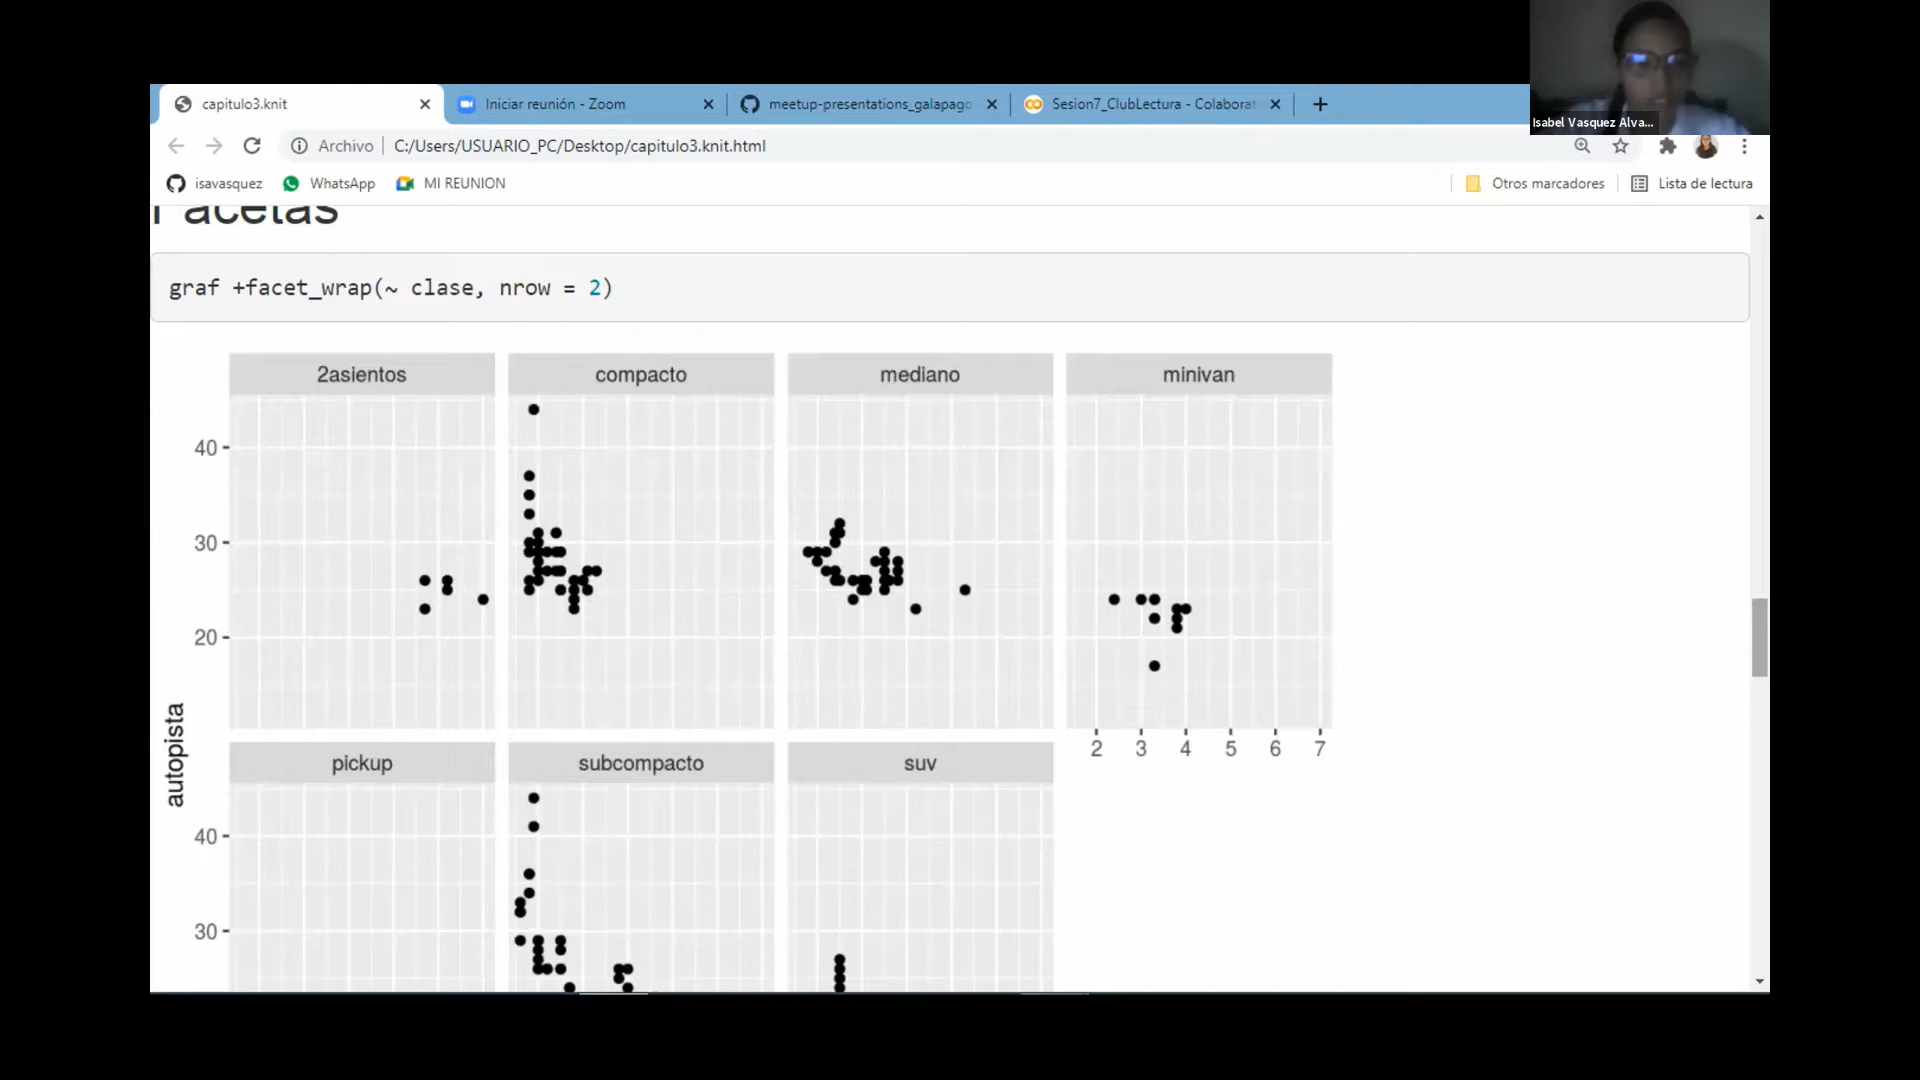 capitulo3.knit
Iniciar reunión - Zoom
meetup-presentations_galapago
Sesion7_ClubLectura - Colaborat
Isabel Vasquez Alva...
Archivo
C:/Users/USUARIO_PC/Desktop/capitulo3.knit.html
isavasquez
WhatsApp
MI REUNION
Otros marcadores
Lista de lectura
Facetas
graf +facet_wrap(~ clase, nrow = 2)
2asientos
compacto
mediano
minivan
40
30
20
2 3 4 5 6 7
autopista
pickup
subcompacto
suv
40
30